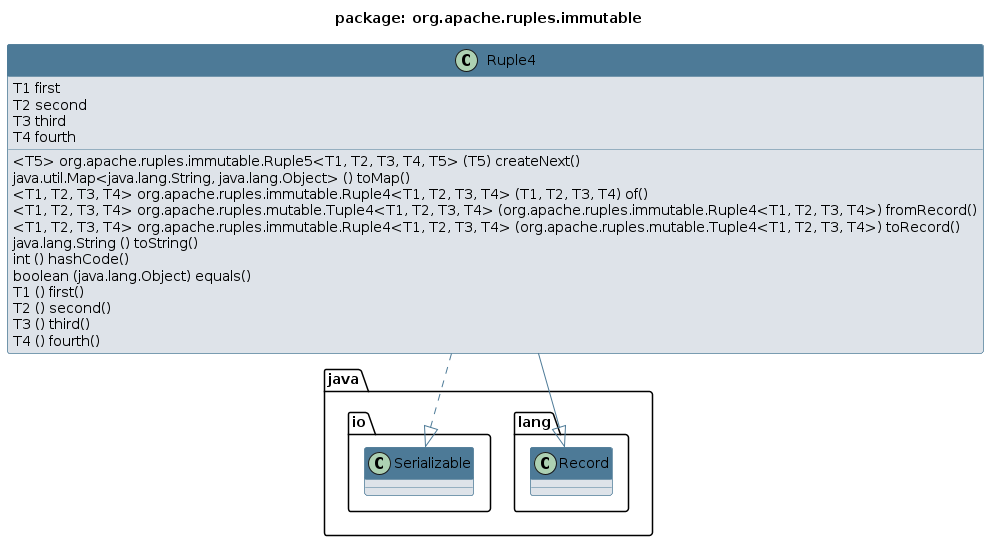 package: org.apache.ruples.immutable
C Ruple4
T1 first
T2 second
T3 third
T4 fourth
<T5> org.apache.ruples.immutable.Ruple5<T1, T2, T3, T4, T5> (T5) createNext()
java.util.Map<java.lang.String, java.lang.Object> () toMap()
<T1, T2, T3, T4> org.apache.ruples.immutable.Ruple4<T1, T2, T3, T4> (T1, T2, T3, T4) of()
<T1, T2, T3, T4> org.apache.ruples.mutable.Tuple4<T1, T2, T3, T4> (org.apache.ruples.immutable.Ruple4<T1, T2, T3, T4>) fromRecord()
<T1, T2, T3, T4> org.apache.ruples.immutable.Ruple4<T1, T2, T3, T4> (org.apache.ruples.mutable.Tuple4<T1, T2, T3, T4>) toRecord()
java.lang.String () toString()
int () hashCode()
boolean (java.lang.Object) equals()
T1 () first()
T2 () second()
T3 () third()
T4 () fourth()
java
io
lang
C Serializable
C Record